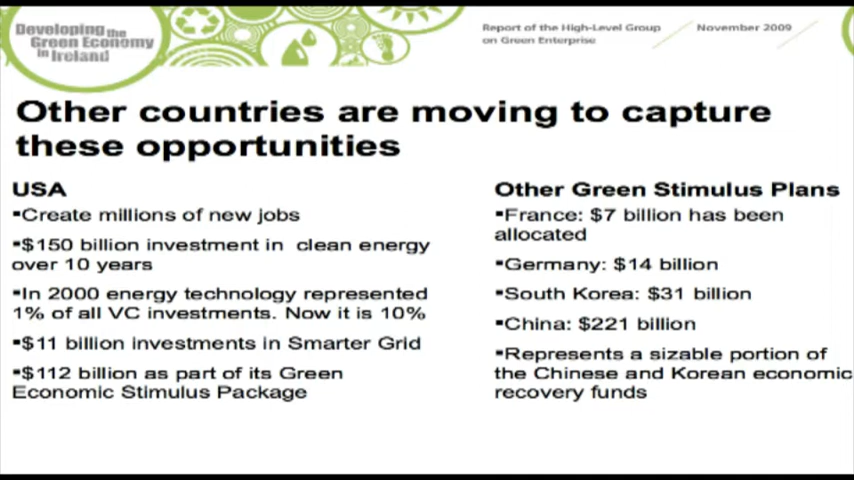 Developing the
Green Economy
in Ireland
Report of the High-Level Group
on Green Enterprise
November 2009
Other countries are moving to capture
these opportunities
USA
▪Create millions of new jobs
▪$150 billion investment in clean energy
over 10 years
▪In 2000 energy technology represented
1% of all VC investments. Now it is 10%
▪$11 billion investments in Smarter Grid
▪$112 billion as part of its Green
Economic Stimulus Package
Other Green Stimulus Plans
▪France: $7 billion has been
allocated
▪Germany: $14 billion
▪South Korea: $31 billion
▪China: $221 billion
▪Represents a sizable portion of
the Chinese and Korean economic
recovery funds